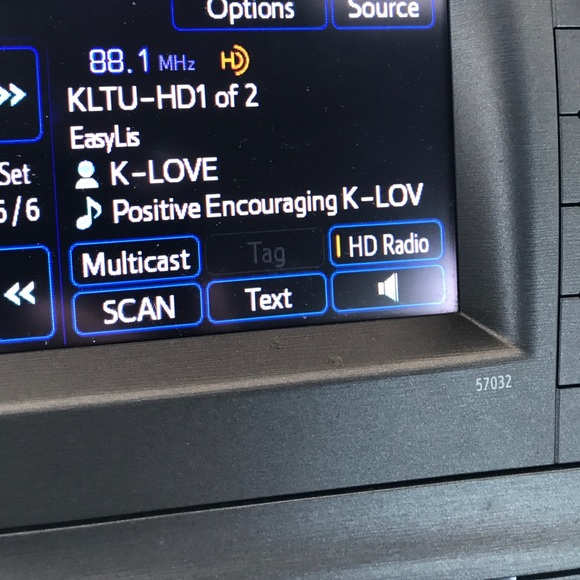 Options Source
88.1 MHz HD
KLTU-HD1 of 2
EasyLis
Set
K-LOVE
6/6
Positive Encouraging K-LOV
Multicast Tag HD Radio
SCAN Text
57032